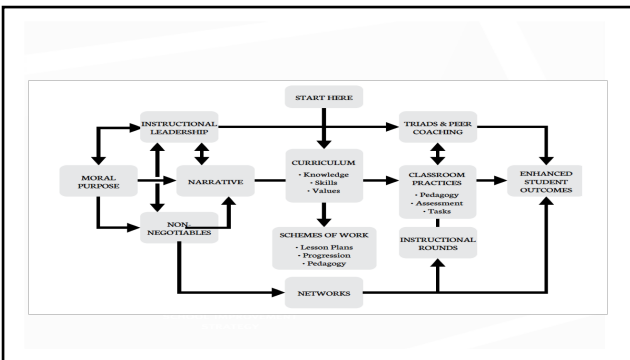 START HERE
INSTRUCTIONAL
LEADERSHIP
TRIADS & PEER
COACHING
MORAL
PURPOSE
NARRATIVE
CURRICULUM
· Knowledge
· Skills
· Values
CLASSROOM
PRACTICES
· Pedagogy
· Assessment
· Tasks
ENHANCED
STUDENT
OUTCOMES
NON-
NEGOTIABLES
SCHEMES OF WORK
· Lesson Plans
· Progression
· Pedagogy
INSTRUCTIONAL
ROUNDS
NETWORKS